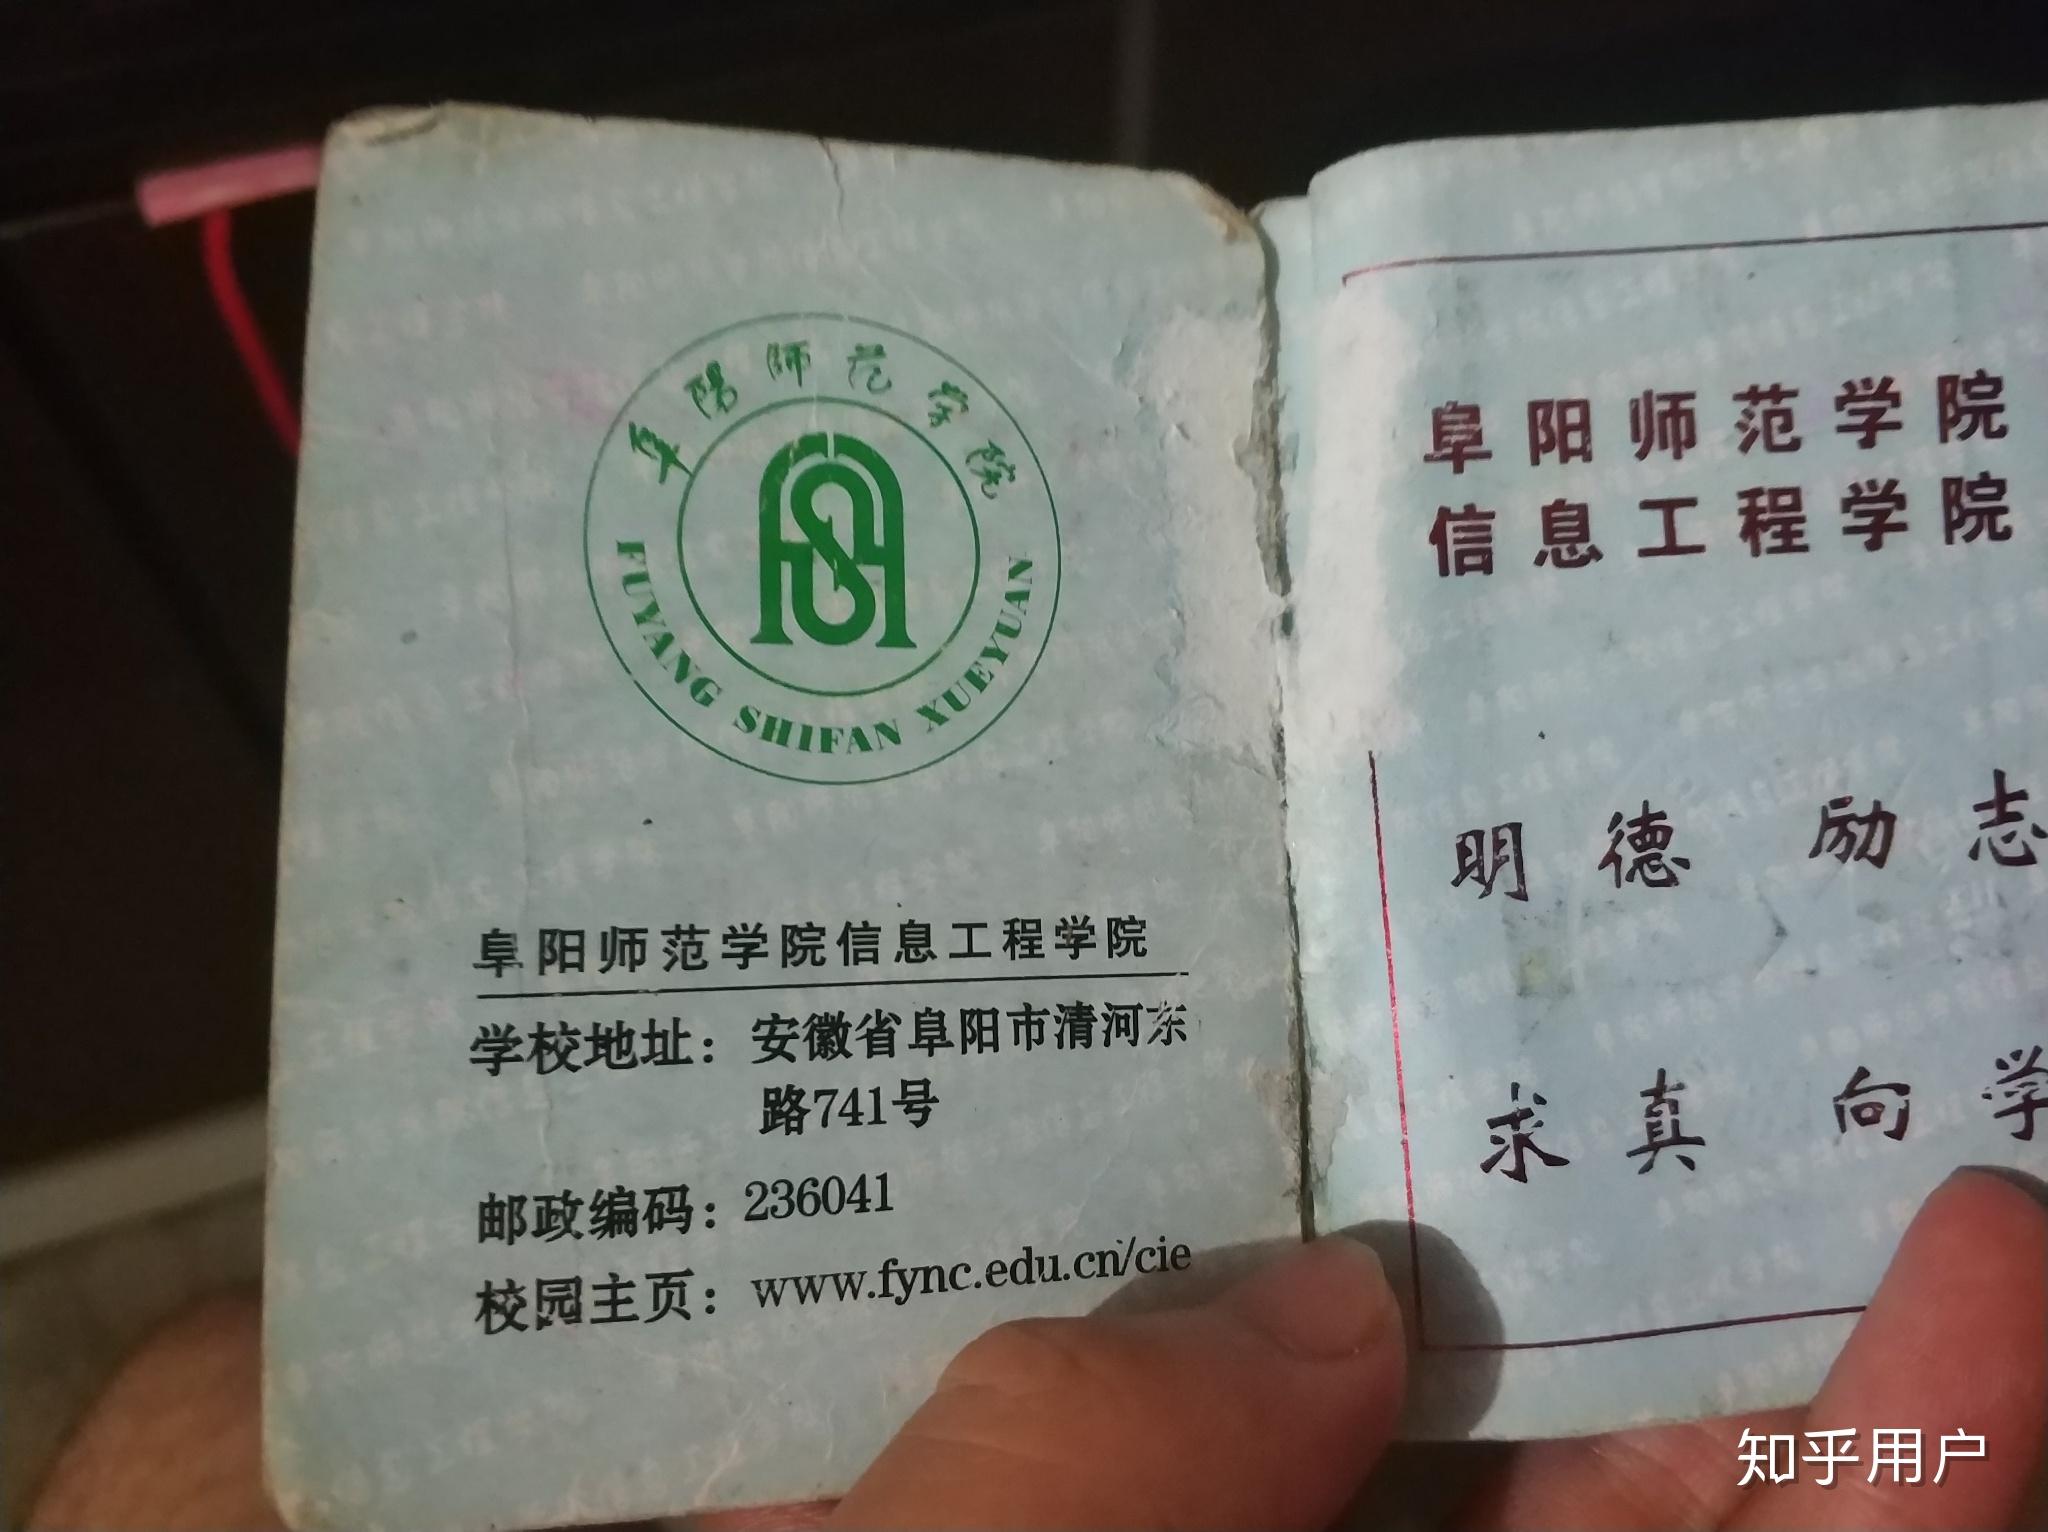 阜陽師范学院
FUYANG SHIFAN XUEYUAN
阜阳师范学院信息工程学院
学校地址：安徽省阜阳市清河东
路741号
邮政编码：236041
校园主页：www.fync.edu.cn/cie
阜阳师范学院
信息工程学院
明德 励志
求真 向学
知乎用户